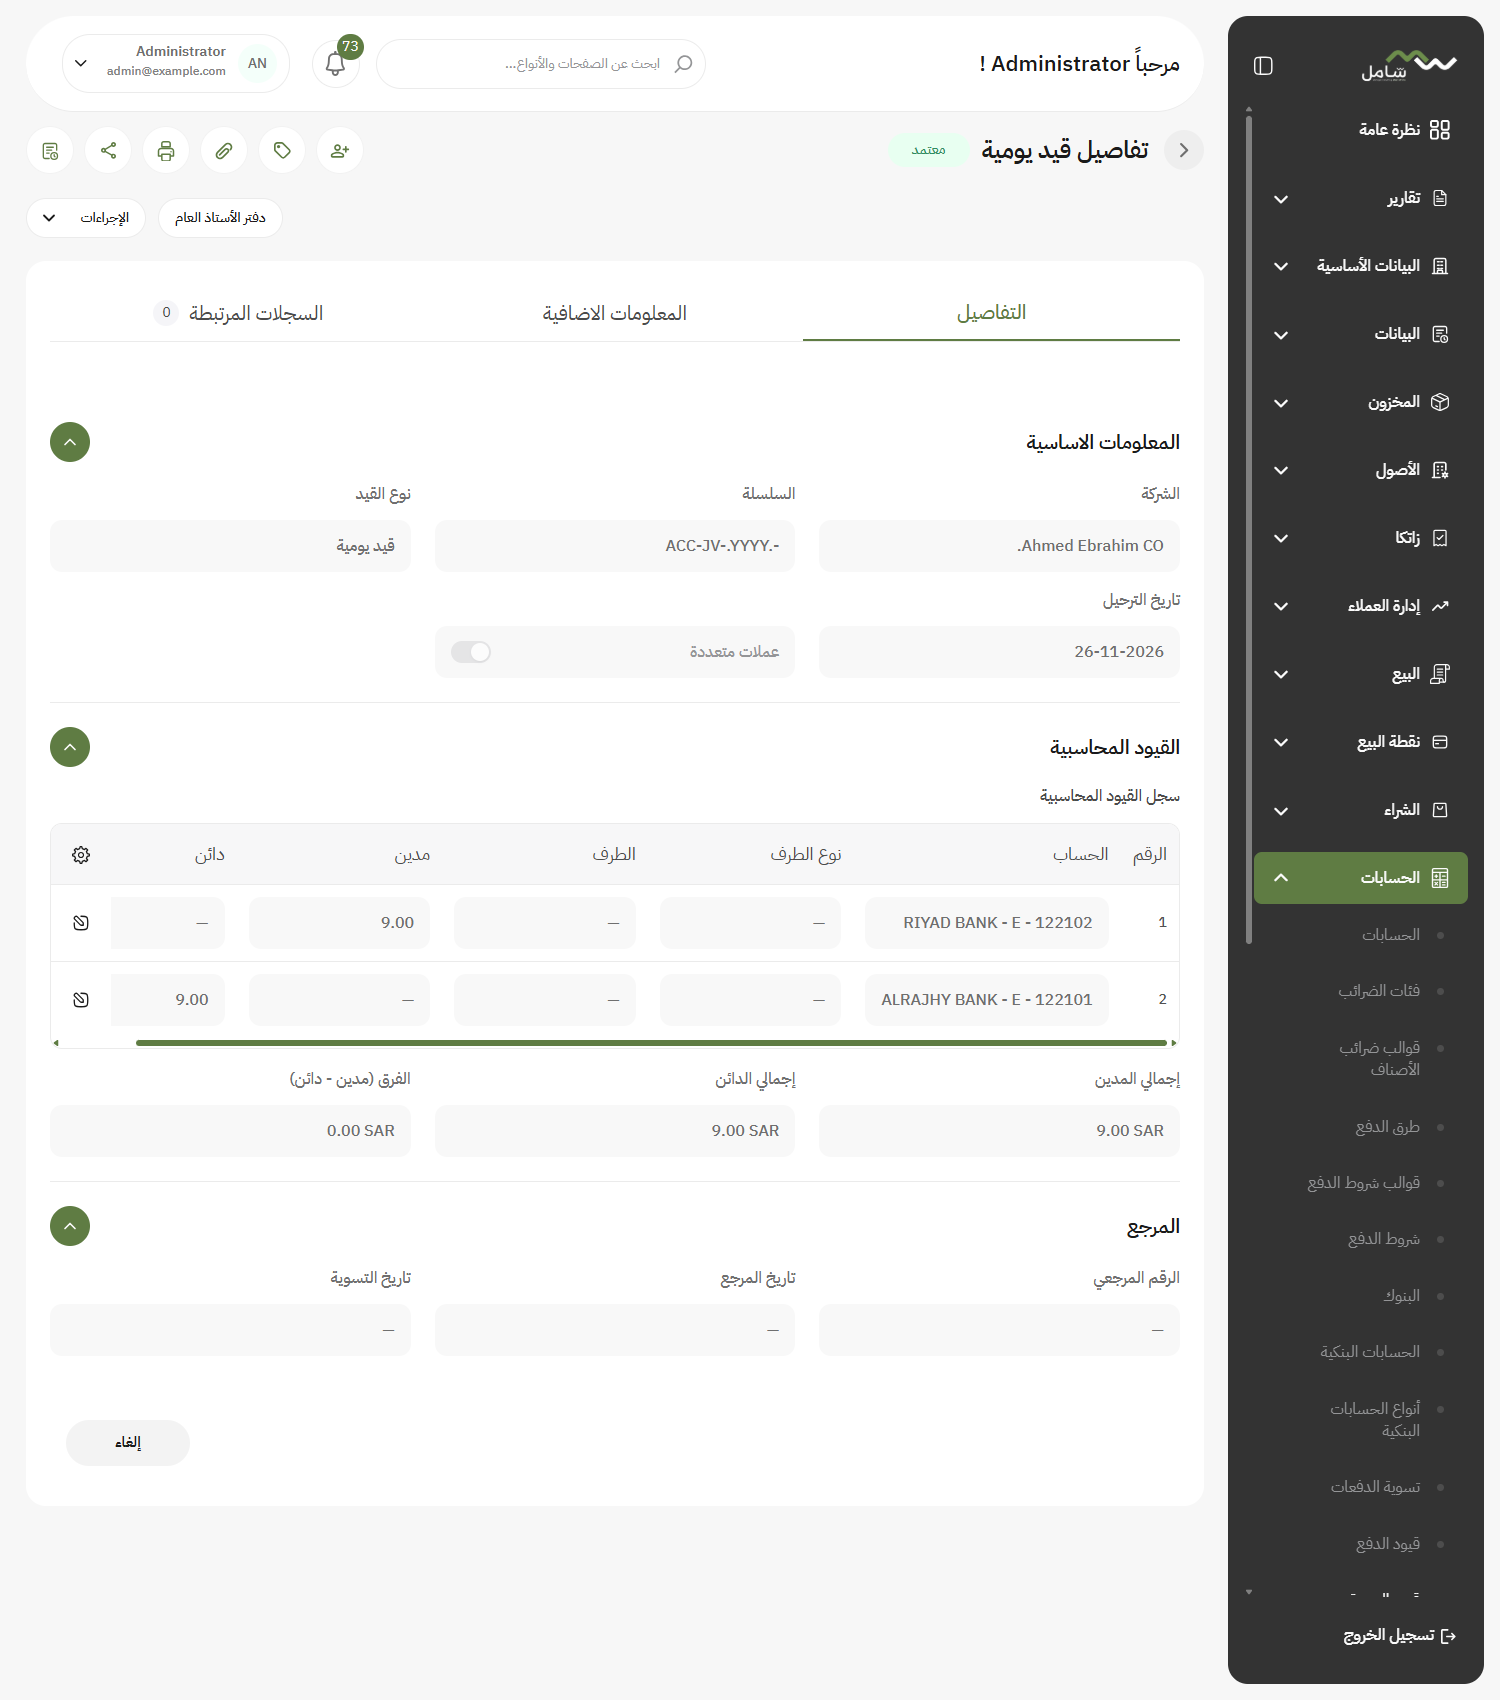 شامل
نظرة عامة
تقارير
البيانات الأساسية
البيانات
المخزون
الأصول
زاتكا
إدارة العملاء
البيع
نقطة البيع
الشراء
الحسابات
الحسابات
فئات الضرائب
قوالب ضرائب
الأصناف
طرق الدفع
قوالب شروط الدفع
شروط الدفع
البنوك
الحسابات البنكية
أنواع الحسابات
البنكية
تسوية الدفعات
قيود الدفع
تسجيل الخروج
مرحباً Administrator !
ابحث عن الصفحات والأنواع...
73
AN
Administrator
admin@example.com
تفاصيل قيد يومية
معتمد
دفتر الأستاذ العام
الإجراءات
التفاصيل
المعلومات الاضافية
السجلات المرتبطة 0
المعلومات الاساسية
الشركة السلسلة نوع القيد
Ahmed Ebrahim CO. ACC-JV-.YYYY.- قيد يومية
تاريخ الترحيل
26-11-2026 عملات متعددة
القيود المحاسبية
سجل القيود المحاسبية
الرقم الحساب نوع الطرف الطرف مدين دائن
1 RIYAD BANK - E - 122102 — — 9.00 —
2 ALRAJHY BANK - E - 122101 — — — 9.00
إجمالي المدين إجمالي الدائن الفرق (مدين - دائن)
9.00 SAR 9.00 SAR 0.00 SAR
المرجع
الرقم المرجعي تاريخ المرجع تاريخ التسوية
— — —
إلغاء